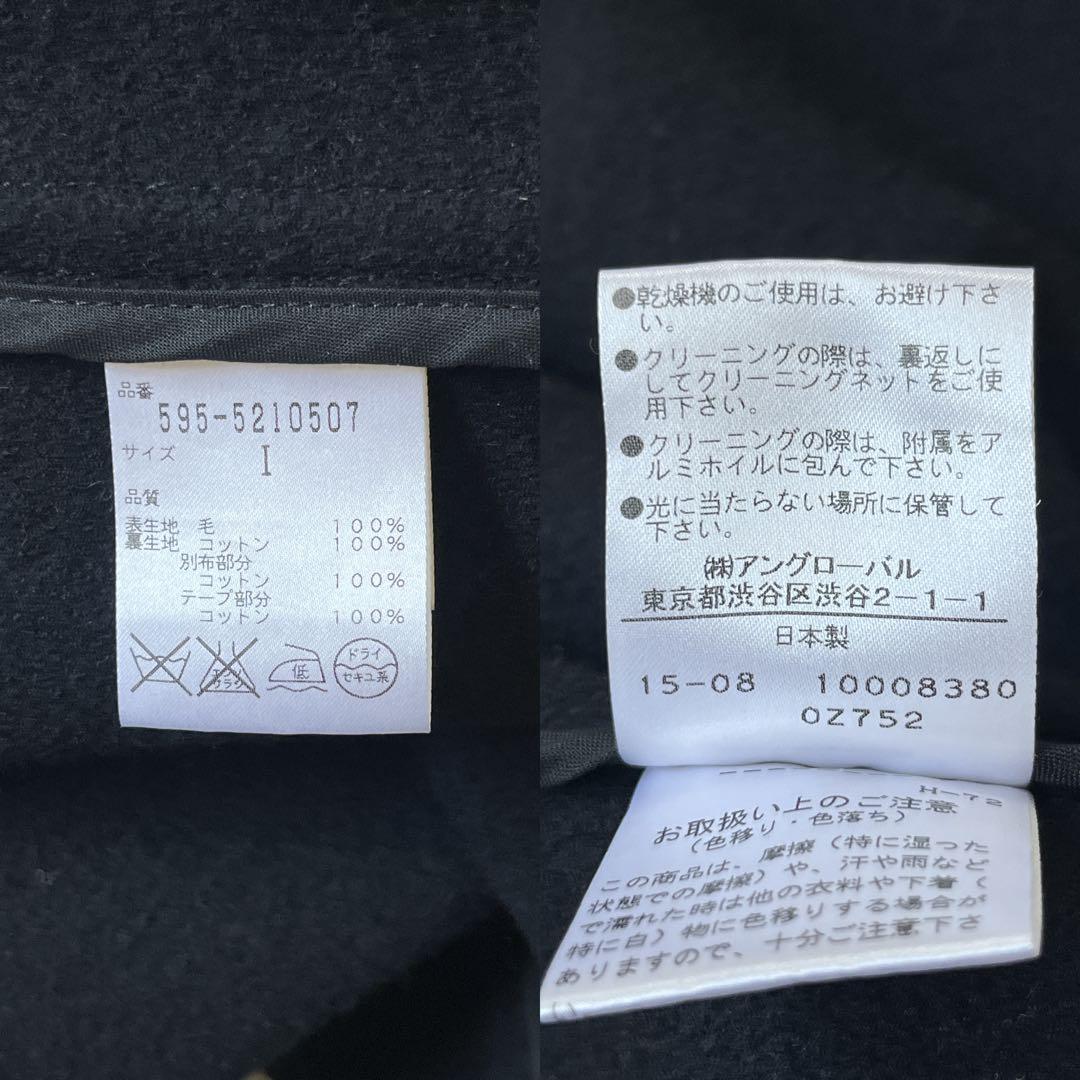 品番
595-5210507
サイズ
I
品質
表生地 毛 100%
裏生地 コットン 100%
別布部分
コットン 100%
テープ部分
コットン 100%
エンソ
サラシ
低
ドライ
セキユ系
●乾燥機のご使用は、お避け下さ
い。
●クリーニングの際は、裏返しに
してクリーニングネットをご使
用下さい。
●クリーニングの際は、附属をア
ルミホイルに包んで下さい。
●光に当たらない場所に保管して
下さい。
㈱アングローバル
東京都渋谷区渋谷2-1-1
日本製
15-08 10008380
0Z752
H-72
お取扱い上のご注意
(色移り・色落ち)
この商品は、摩擦(特に湿った
状態での摩擦)や、汗や雨など
で濡れた時は他の衣料や下着(
特に白)物に色移りする場合が
ありますので、十分ご注意下さ
い